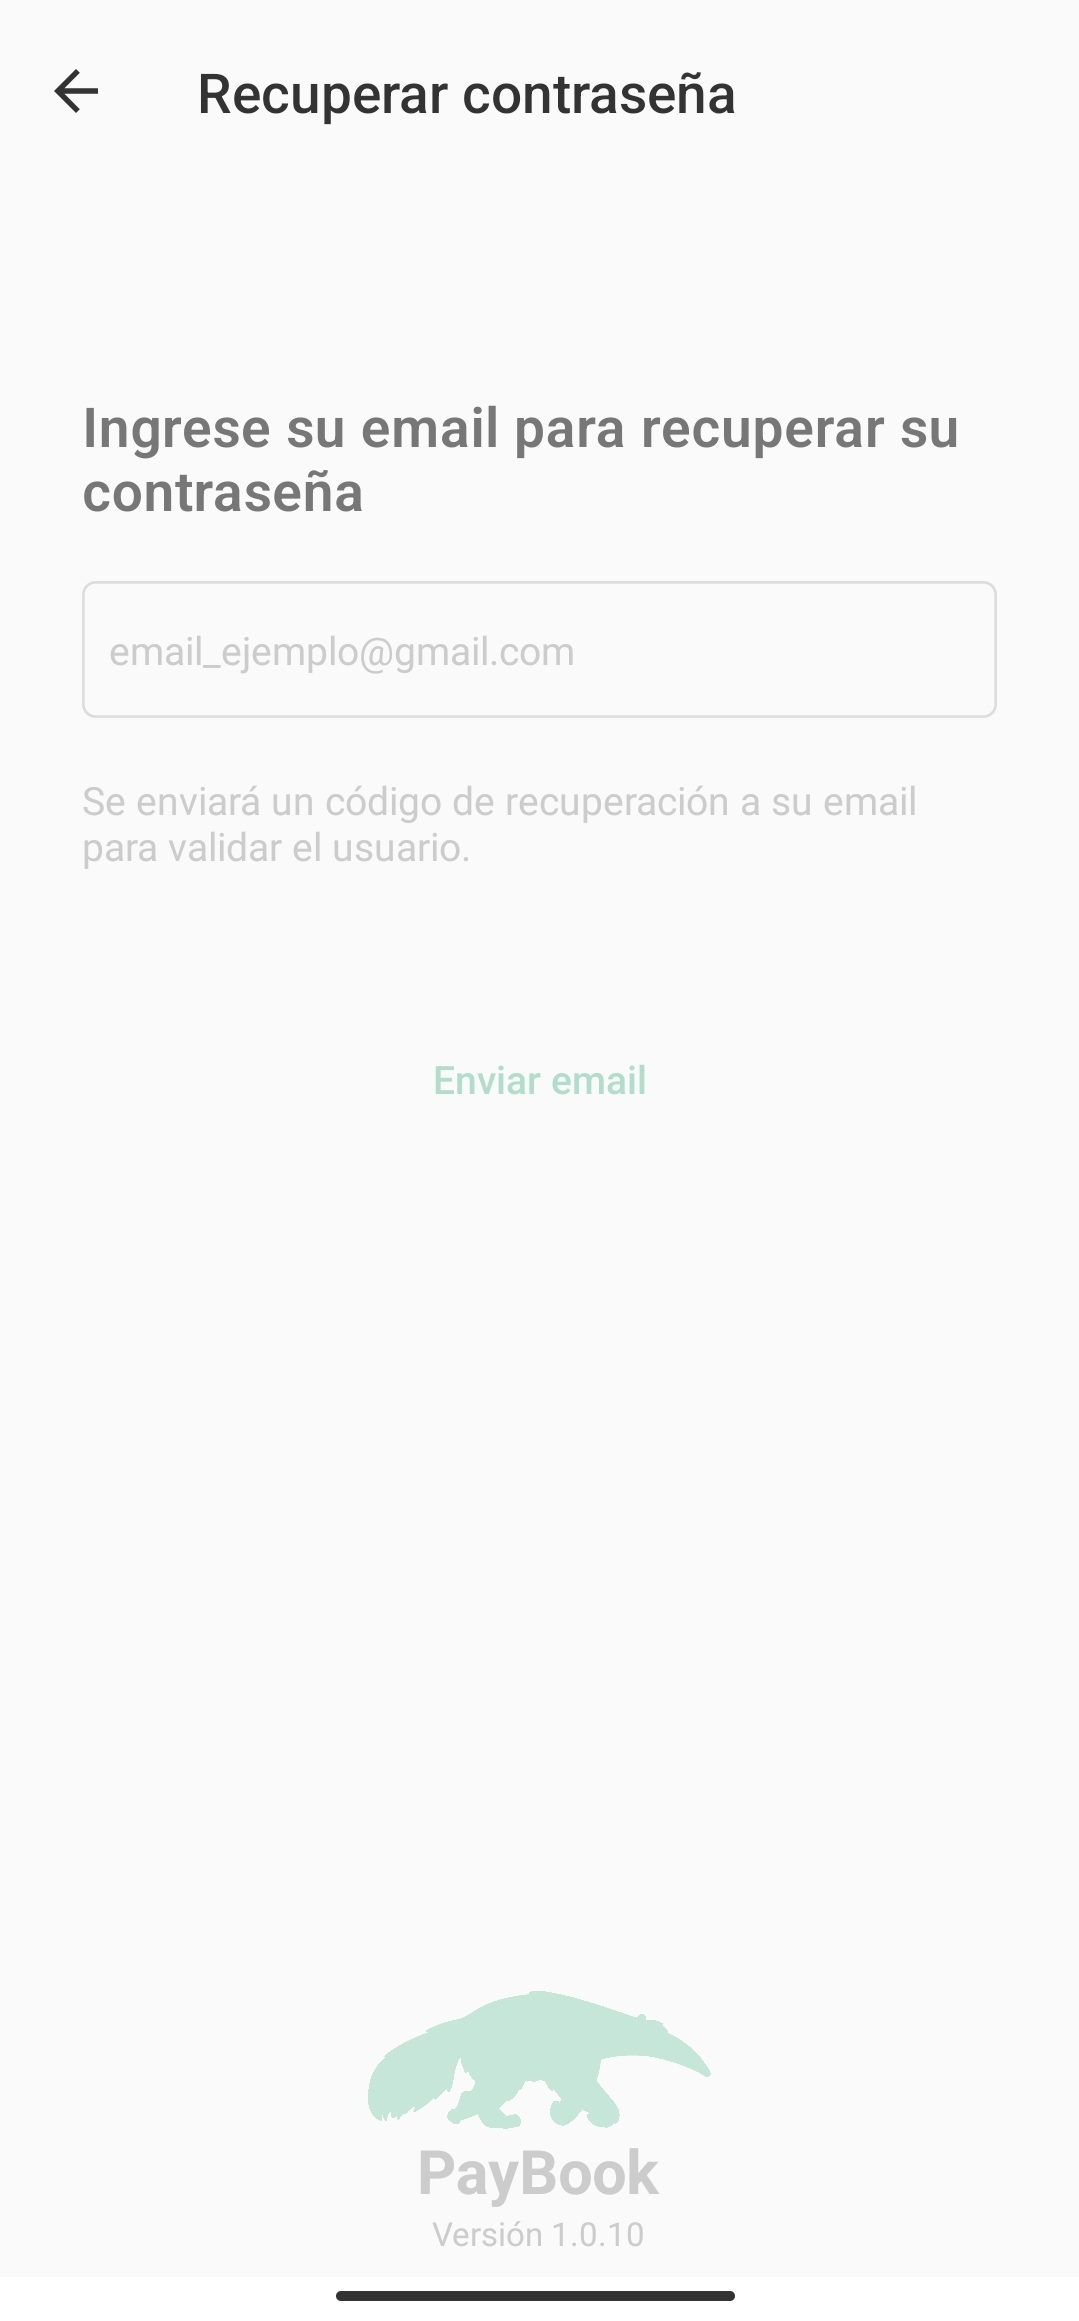 Recuperar contraseña
Ingrese su email para recuperar su
contraseña
email_ejemplo@gmail.com
Se enviará un código de recuperación a su email
para validar el usuario.
Enviar email
PayBook
Versión 1.0.10